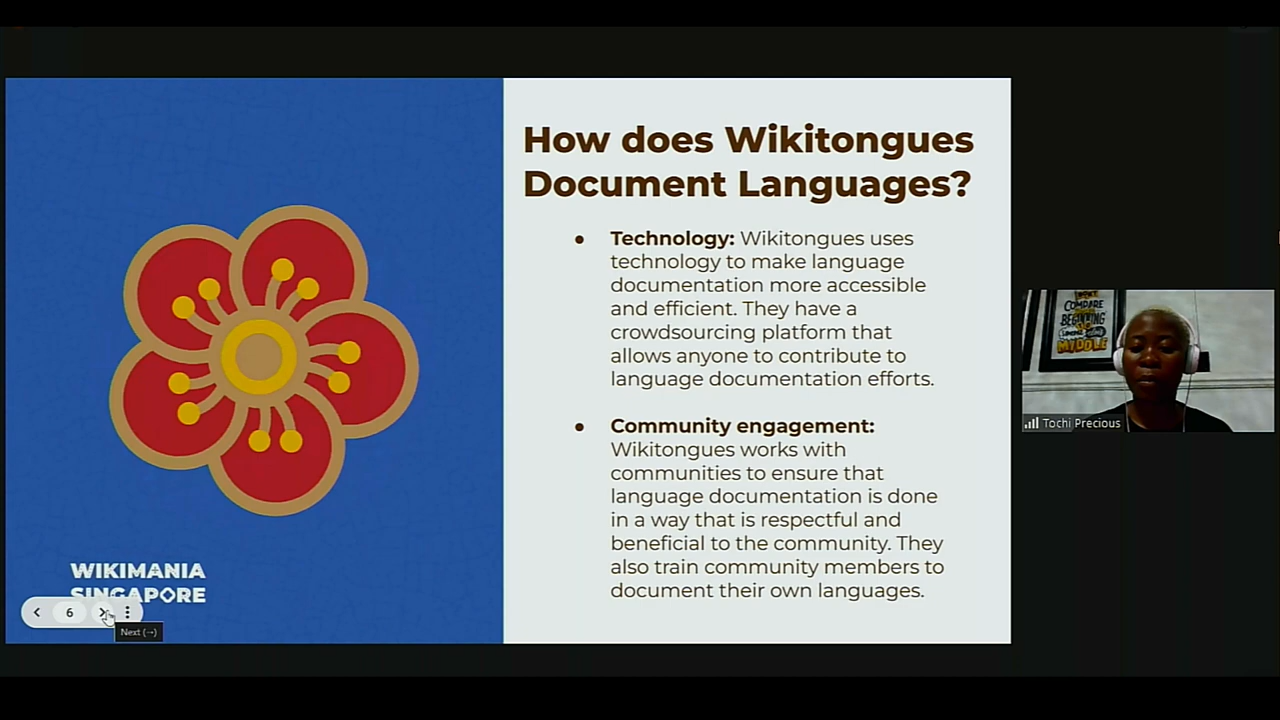 How does Wikitongues
Document Languages?
● Technology: Wikitongues uses
technology to make language
documentation more accessible
and efficient. They have a
crowdsourcing platform that
allows anyone to contribute to
language documentation efforts.
● Community engagement:
Wikitongues works with
communities to ensure that
language documentation is done
in a way that is respectful and
beneficial to the community. They
also train community members to
document their own languages.
WIKIMANIA
SINGAPORE
6
Next (→)
COMPARE
BEGINNING
MIDDLE
Tochi Precious